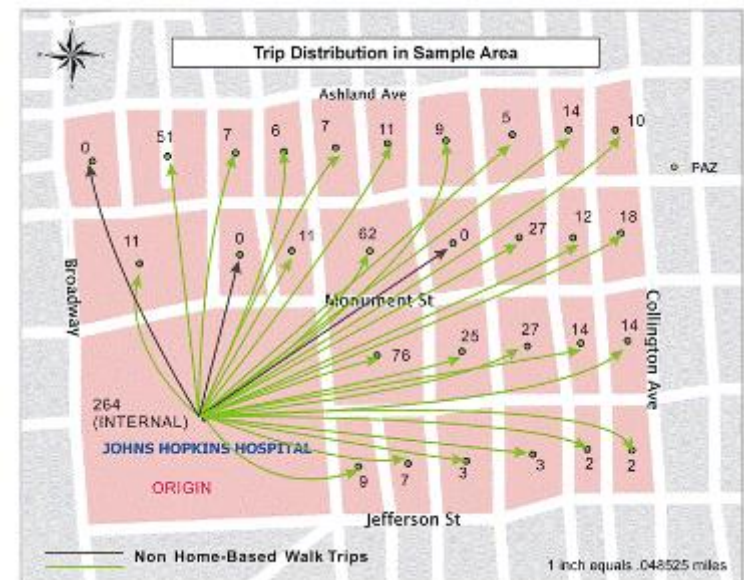 Trip Distribution in Sample Area
Ashland Ave
0
51
7
6
7
11
9
5
14
10
PAZ
11
0
11
62
0
27
12
18
Broadway
Monument St
Collington Ave
76
25
27
14
14
264
(INTERNAL)
JOHNS HOPKINS HOSPITAL
ORIGIN
9
7
3
3
2
2
Jefferson St
Non Home-Based Walk Trips
1 inch equals .048525 miles